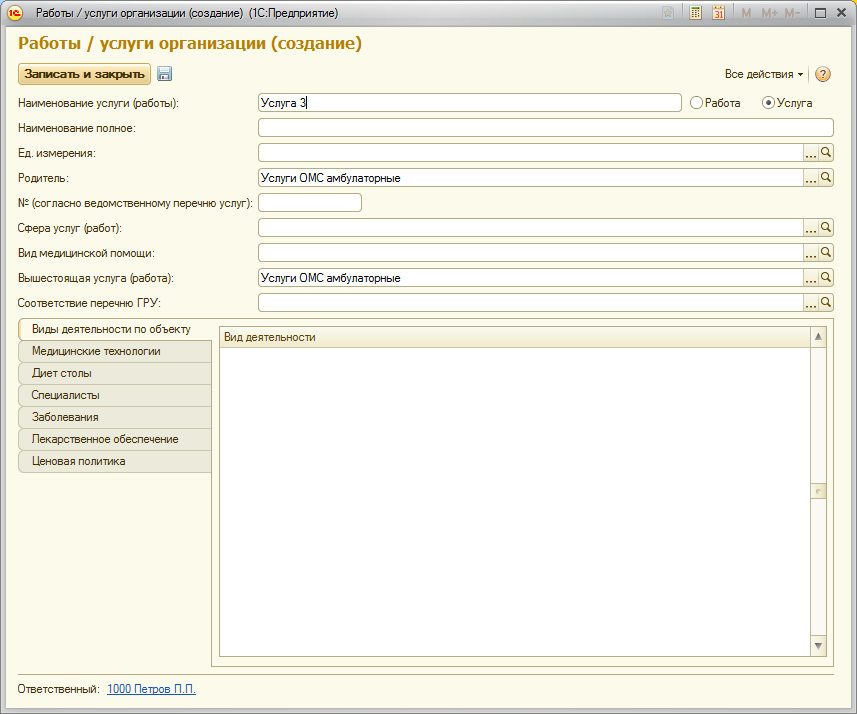 Работы / услуги организации (создание) (1С:Предприятие)
31 M M+ M-
Работы / услуги организации (создание)
Записать и закрыть Все действия ?
Наименование услуги (работы): Услуга 3 Работа Услуга
Наименование полное:
Ед. измерения: ...
Родитель: Услуги ОМС амбулаторные ...
№ (согласно ведомственному перечню услуг):
Сфера услуг (работ): ...
Вид медицинской помощи: ...
Вышестоящая услуга (работа): Услуги ОМС амбулаторные ...
Соответствие перечню ГРУ: ...
Виды деятельности по объекту
Вид деятельности
Медицинские технологии
Диет столы
Специалисты
Заболевания
Лекарственное обеспечение
Ценовая политика
Ответственный: 1000 Петров П.П.